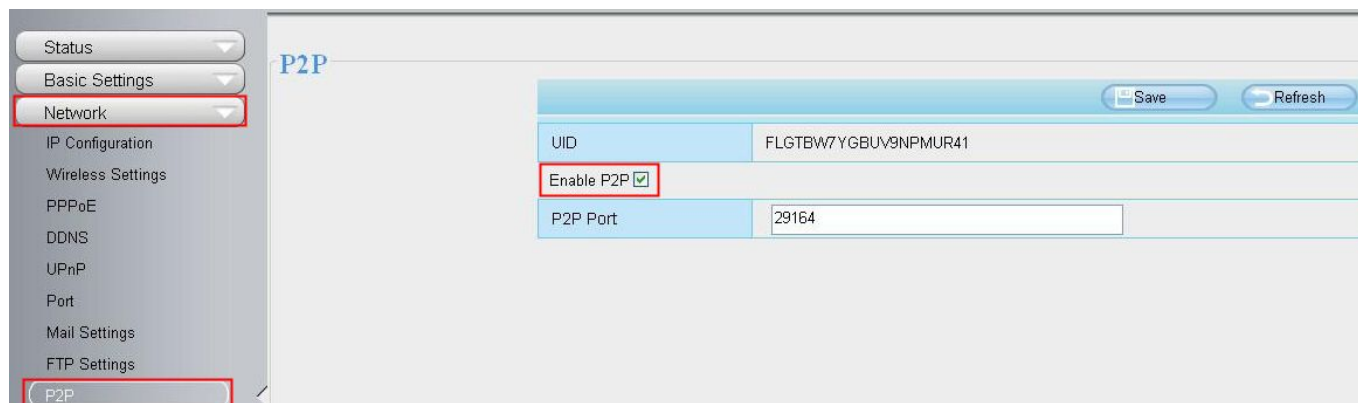 Status
Basic Settings
Network
IP Configuration
Wireless Settings
PPPoE
DDNS
UPnP
Port
Mail Settings
FTP Settings
P2P
P2P
Save Refresh
UID FLGTBW7YGBUV9NPMUR41
Enable P2P
P2P Port 29164